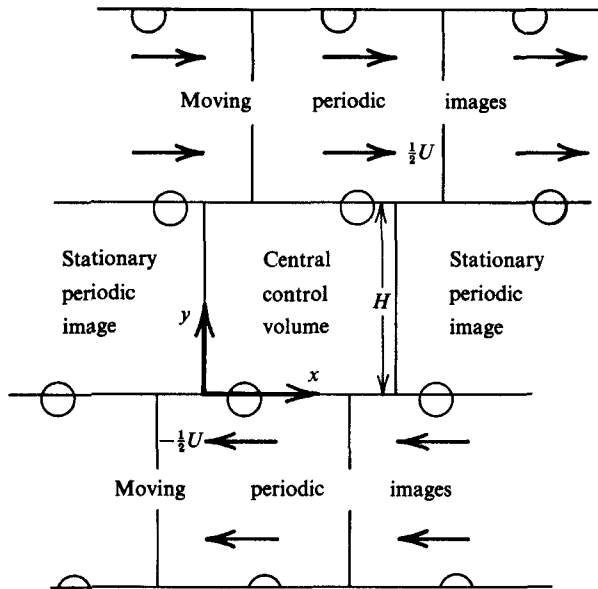 Moving periodic images
½U
Stationary periodic image
Central control volume
Stationary periodic image
H
y
x
-½U
Moving periodic images